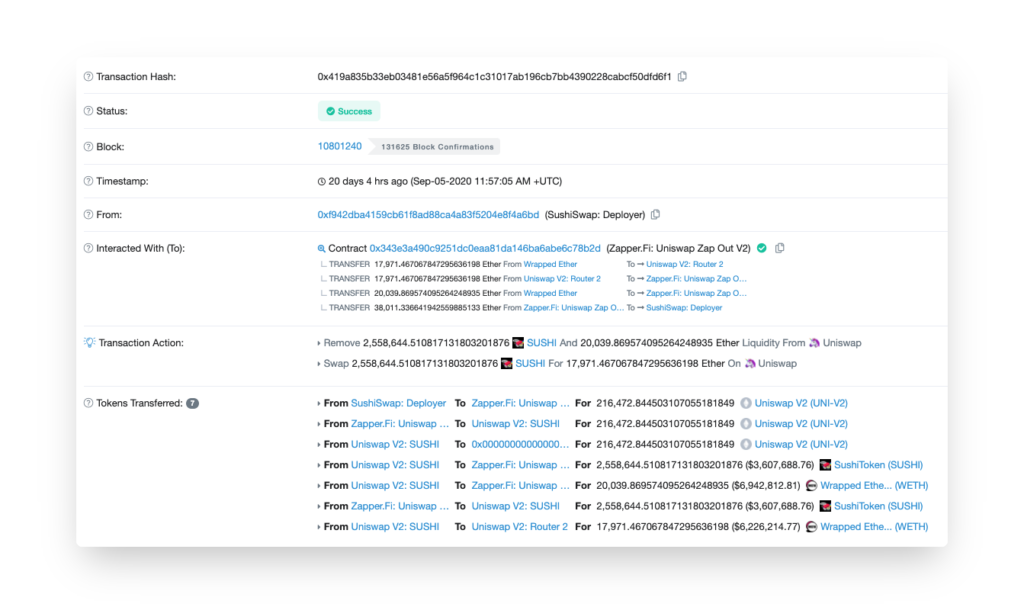 Transaction Hash: 0x419a835b33eb03481e56a5f964c1c31017ab196cb7bb4390228cabcf50dfd6f1
Status: Success
Block: 10801240 131625 Block Confirmations
Timestamp: 20 days 4 hrs ago (Sep-05-2020 11:57:05 AM +UTC)
From: 0xf942dba4159cb61f8ad88ca4a83f5204e8f4a6bd (SushiSwap: Deployer)
Interacted With (To): Contract 0x343e3a490c9251dc0eaa81da146ba6abe6c78b2d (Zapper.Fi: Uniswap Zap Out V2)
TRANSFER 17,971.467067847295636198 Ether From Wrapped Ether To → Uniswap V2: Router 2
TRANSFER 17,971.467067847295636198 Ether From Uniswap V2: Router 2 To → Zapper.Fi: Uniswap Zap O...
TRANSFER 20,039.869574095264248935 Ether From Wrapped Ether To → Zapper.Fi: Uniswap Zap O...
TRANSFER 38,011.336641942559885133 Ether From Zapper.Fi: Uniswap Zap O... To → SushiSwap: Deployer
Transaction Action: Remove 2,558,644.510817131803201876 SUSHI And 20,039.869574095264248935 Ether Liquidity From Uniswap
Swap 2,558,644.510817131803201876 SUSHI For 17,971.467067847295636198 Ether On Uniswap
Tokens Transferred: 7 From SushiSwap: Deployer To Zapper.Fi: Uniswap ... For 216,472.844503107055181849 Uniswap V2 (UNI-V2)
From Zapper.Fi: Uniswap ... To Uniswap V2: SUSHI For 216,472.844503107055181849 Uniswap V2 (UNI-V2)
From Uniswap V2: SUSHI To 0x00000000000000... For 216,472.844503107055181849 Uniswap V2 (UNI-V2)
From Uniswap V2: SUSHI To Zapper.Fi: Uniswap ... For 2,558,644.510817131803201876 ($3,607,688.76) SushiToken (SUSHI)
From Uniswap V2: SUSHI To Zapper.Fi: Uniswap ... For 20,039.869574095264248935 ($6,942,812.81) Wrapped Ethe... (WETH)
From Zapper.Fi: Uniswap ... To Uniswap V2: SUSHI For 2,558,644.510817131803201876 ($3,607,688.76) SushiToken (SUSHI)
From Uniswap V2: SUSHI To Uniswap V2: Router 2 For 17,971.467067847295636198 ($6,226,214.77) Wrapped Ethe... (WETH)